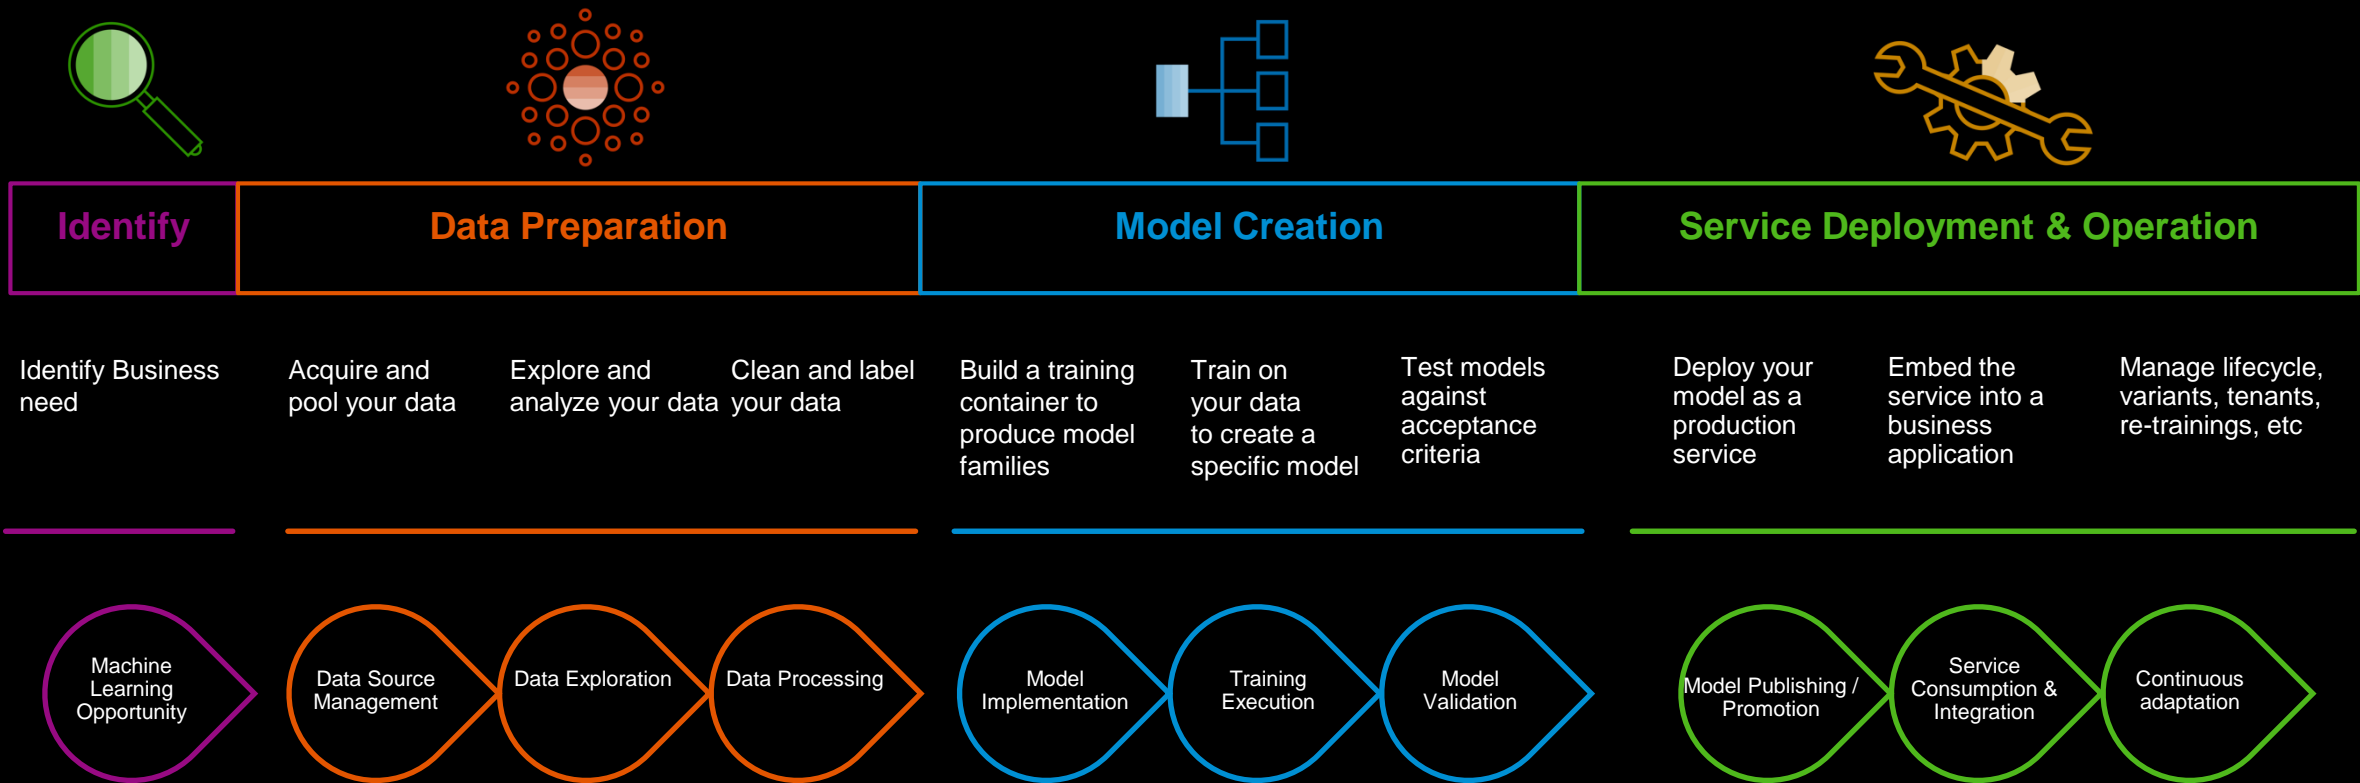 Identify
Data Preparation
Model Creation
Service Deployment & Operation
Identify Business
need
Acquire and
pool your data
Explore and
analyze your data
Clean and label
your data
Build a training
container to
produce model
families
Train on
your data
to create a
specific model
Test models
against
acceptance
criteria
Deploy your
model as a
production
service
Embed the
service into a
business
application
Manage lifecycle,
variants, tenants,
re-trainings, etc
Machine
Learning
Opportunity
Data Source
Management
Data Exploration
Data Processing
Model
Implementation
Training
Execution
Model
Validation
Model Publishing /
Promotion
Service
Consumption &
Integration
Continuous
adaptation